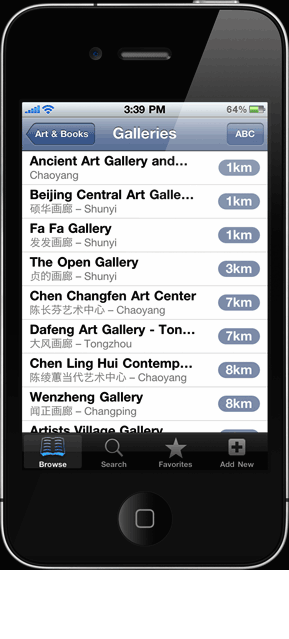 3:39 PM 64%
Art & Books Galleries ABC
Ancient Art Gallery and...
Chaoyang
1km
Beijing Central Art Galle...
硕华画廊 – Shunyi
1km
Fa Fa Gallery
发发画廊 – Shunyi
1km
The Open Gallery
贞的画廊 – Shunyi
3km
Chen Changfen Art Center
陈长芬艺术中心 – Chaoyang
7km
Dafeng Art Gallery - Ton...
大风画廊 – Tongzhou
7km
Chen Ling Hui Contemp...
陈绫蕙当代艺术中心 – Chaoyang
8km
Wenzheng Gallery
闻正画廊 – Changping
8km
Artists Village Gallery
Browse Search Favorites Add New